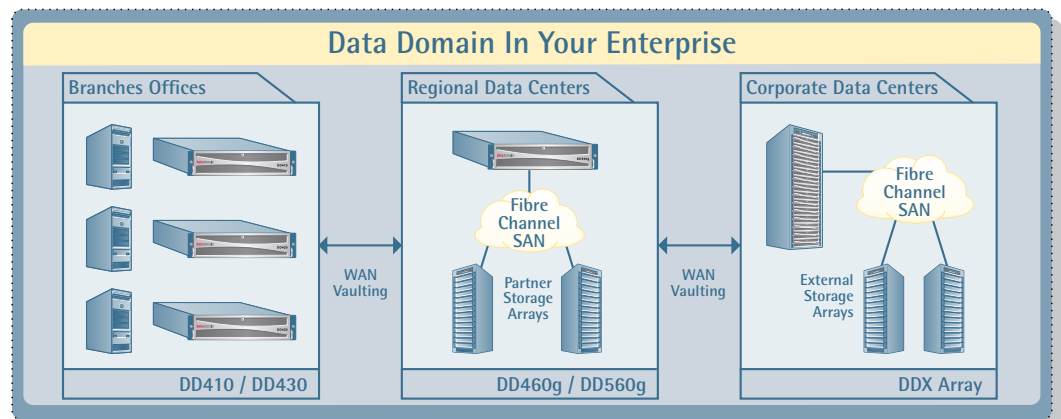 Data Domain In Your Enterprise
Branches Offices
DD410 / DD430
WAN
Vaulting
Regional Data Centers
Fibre
Channel
SAN
Partner
Storage
Arrays
DD460g / DD560g
WAN
Vaulting
Corporate Data Centers
Fibre
Channel
SAN
External
Storage
Arrays
DDX Array